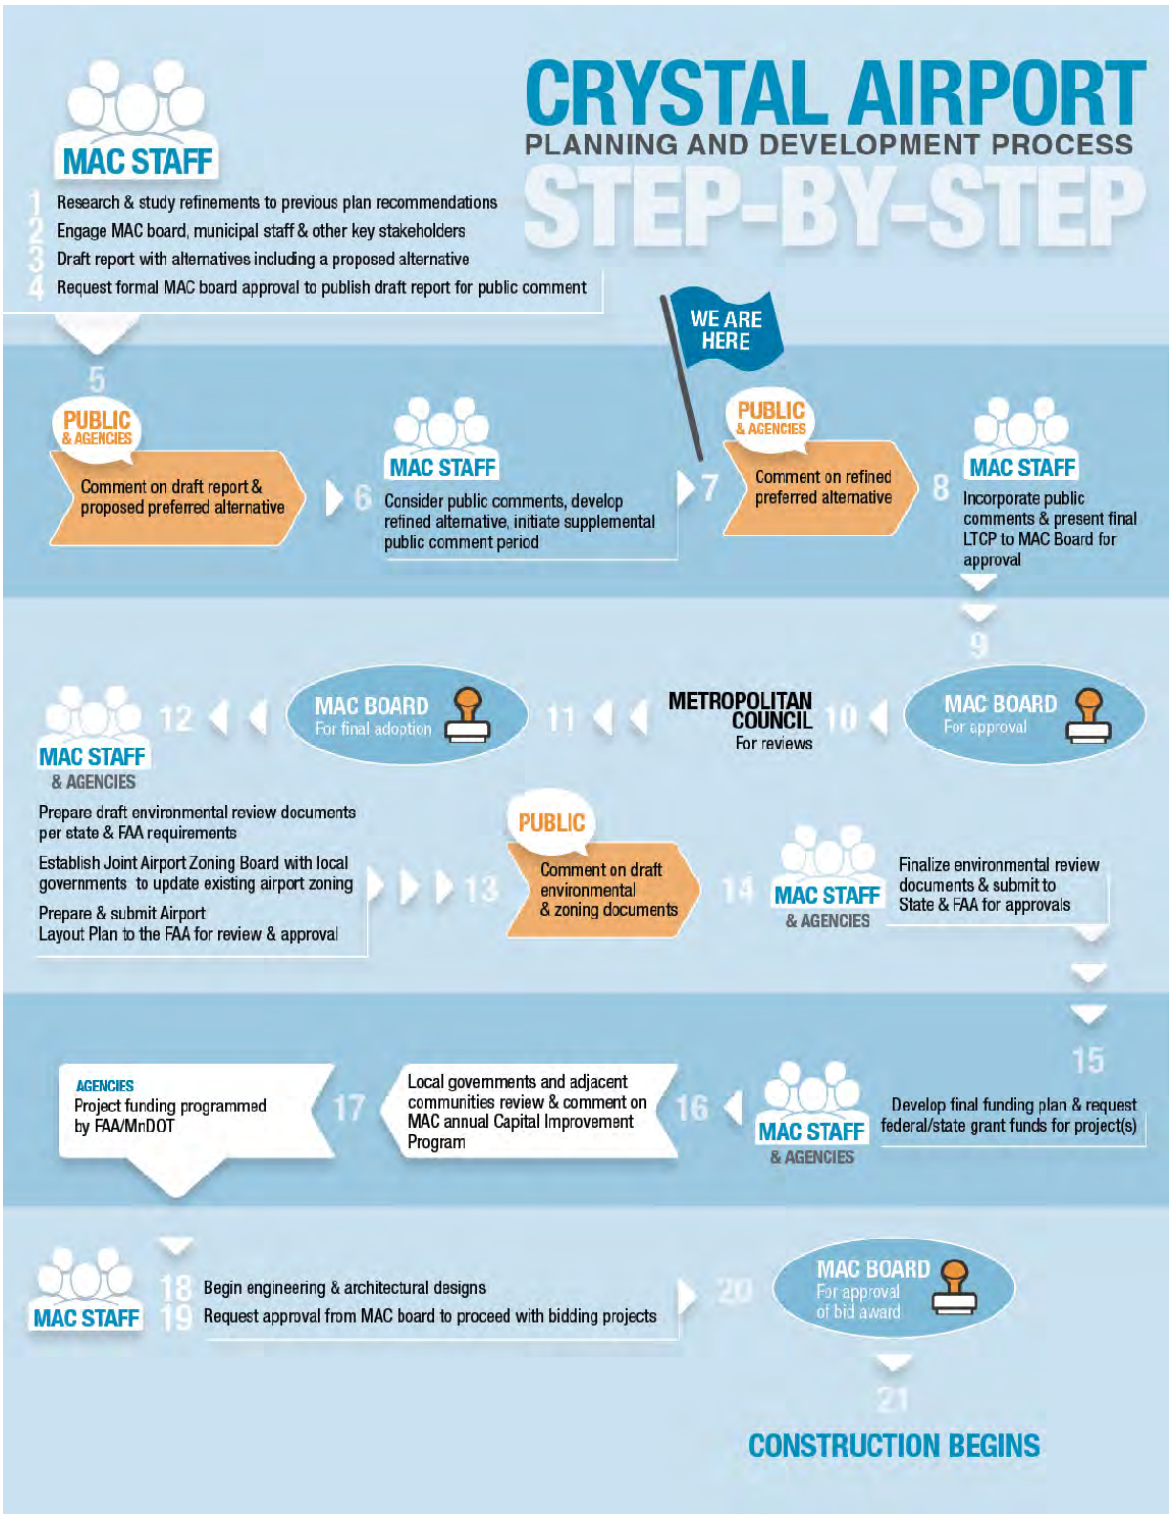 CRYSTAL AIRPORT
PLANNING AND DEVELOPMENT PROCESS
STEP-BY-STEP
MAC STAFF
1 Research & study refinements to previous plan recommendations
2 Engage MAC board, municipal staff & other key stakeholders
3 Draft report with alternatives including a proposed alternative
4 Request formal MAC board approval to publish draft report for public comment
WE ARE
HERE
5
PUBLIC
& AGENCIES
Comment on draft report &
proposed preferred alternative
6
MAC STAFF
Consider public comments, develop
refined alternative, initiate supplemental
public comment period
7
PUBLIC
& AGENCIES
Comment on refined
preferred alternative
8
MAC STAFF
Incorporate public
comments & present final
LTCP to MAC Board for
approval
9
MAC BOARD
For approval
10
METROPOLITAN
COUNCIL
For reviews
11
MAC BOARD
For final adoption
12
MAC STAFF
& AGENCIES
Prepare draft environmental review documents
per state & FAA requirements
Establish Joint Airport Zoning Board with local
governments to update existing airport zoning
Prepare & submit Airport
Layout Plan to the FAA for review & approval
13
PUBLIC
Comment on draft
environmental
& zoning documents
14
MAC STAFF
& AGENCIES
Finalize environmental review
documents & submit to
State & FAA for approvals
15
Develop final funding plan & request
federal/state grant funds for project(s)
MAC STAFF
& AGENCIES
16
Local governments and adjacent
communities review & comment on
MAC annual Capital Improvement
Program
17
AGENCIES
Project funding programmed
by FAA/MnDOT
MAC STAFF
18 Begin engineering & architectural designs
19 Request approval from MAC board to proceed with bidding projects
20
MAC BOARD
For approval
of bid award
21
CONSTRUCTION BEGINS